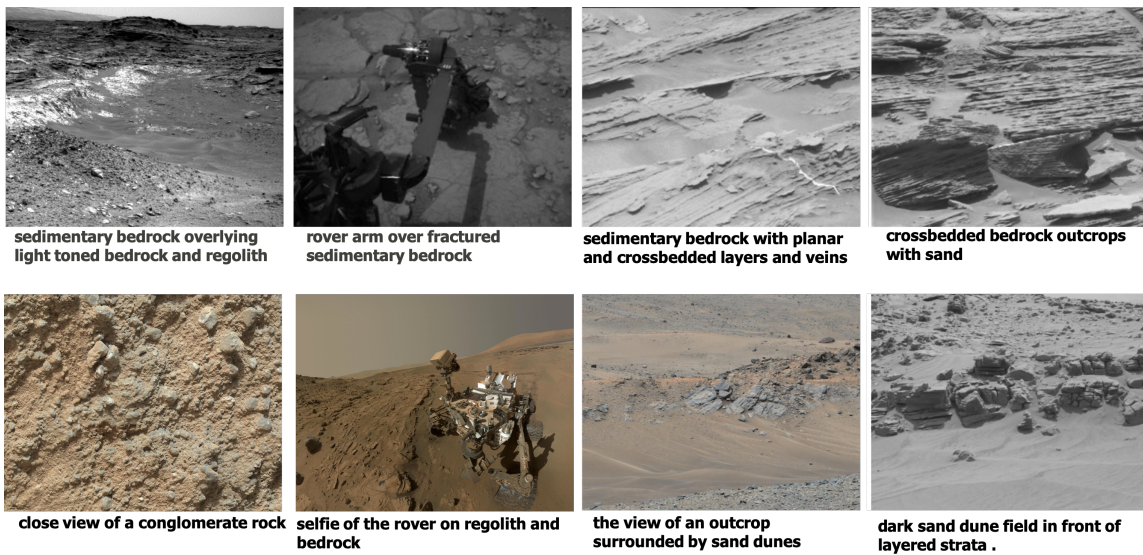 sedimentary bedrock overlying
light toned bedrock and regolith
rover arm over fractured
sedimentary bedrock
sedimentary bedrock with planar
and crossbedded layers and veins
crossbedded bedrock outcrops
with sand
close view of a conglomerate rock
selfie of the rover on regolith and
bedrock
the view of an outcrop
surrounded by sand dunes
dark sand dune field in front of
layered strata .